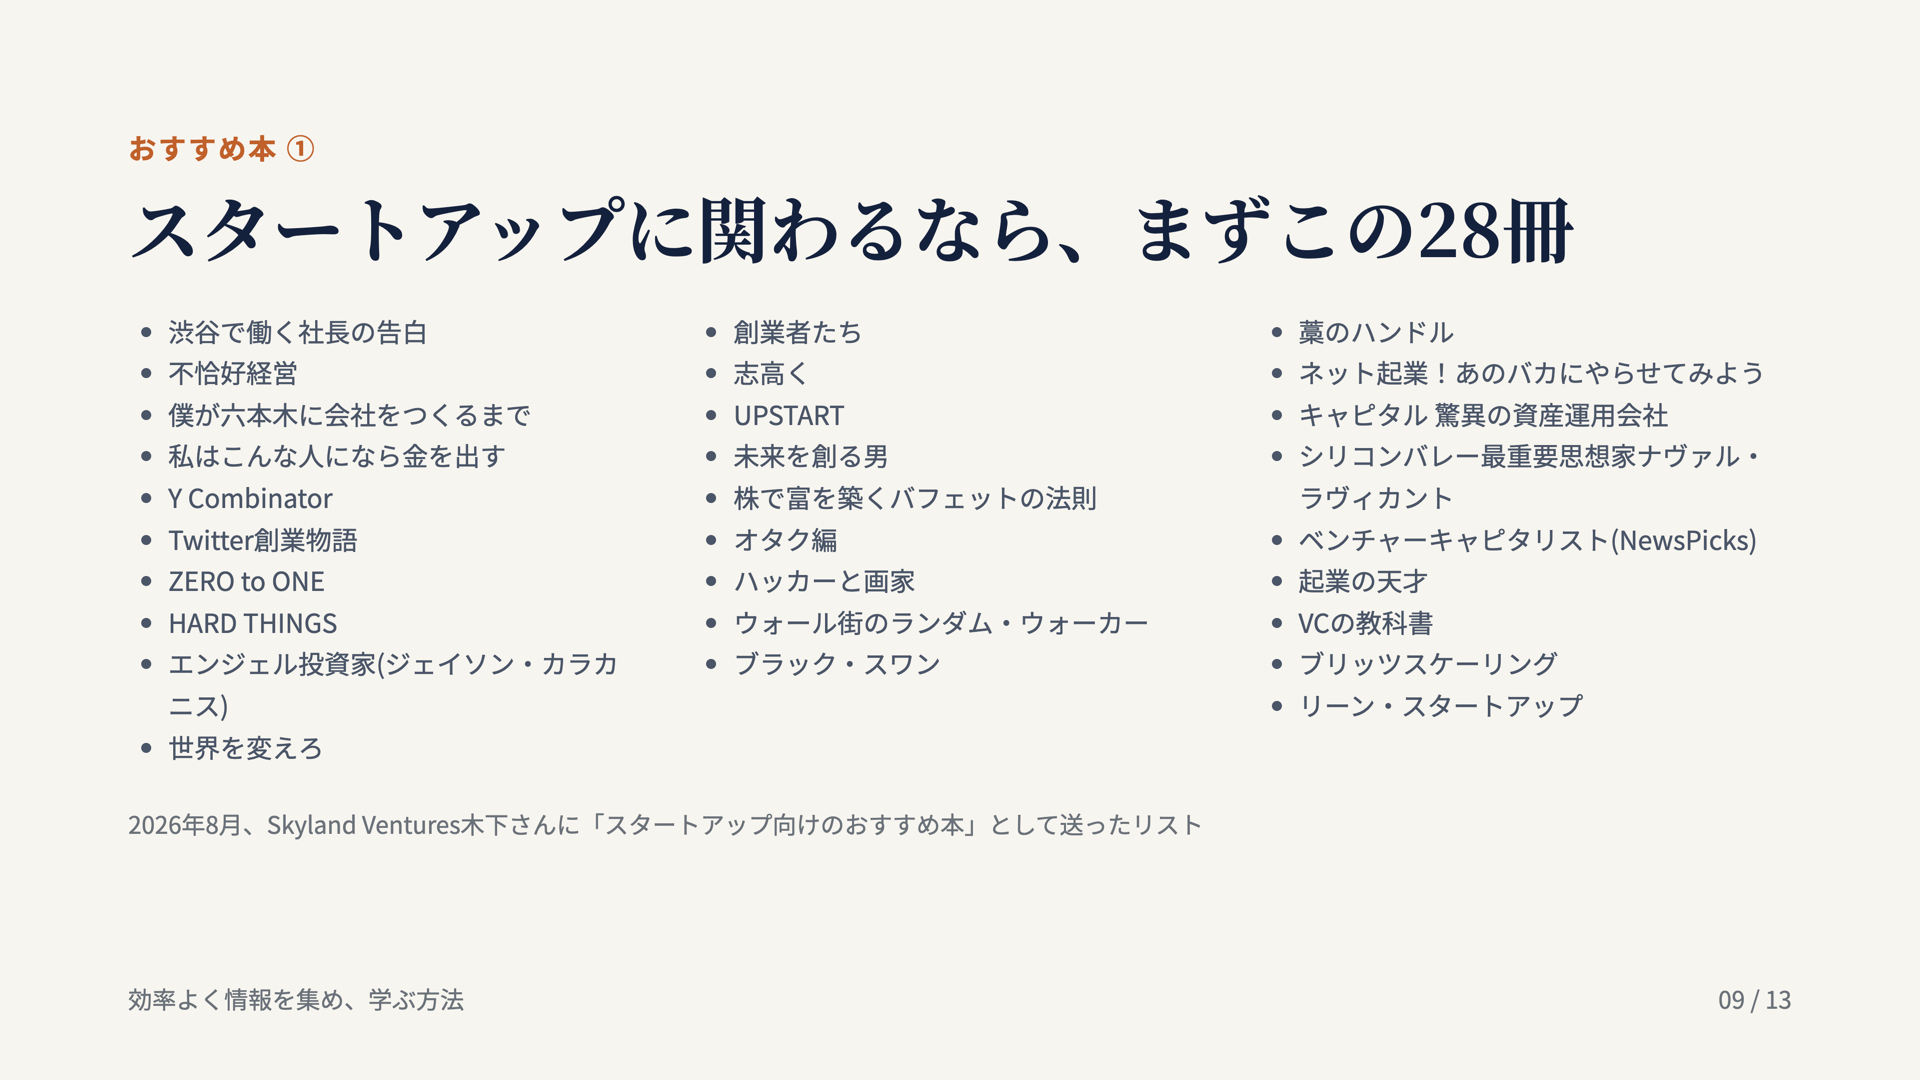 おすすめ本 ①
スタートアップに関わるなら、まずこの28冊
• 渋谷で働く社長の告白
• 不恰好経営
• 僕が六本木に会社をつくるまで
• 私はこんな人になら金を出す
• Y Combinator
• Twitter創業物語
• ZERO to ONE
• HARD THINGS
• エンジェル投資家(ジェイソン・カラカ
ニス)
• 世界を変えろ
• 創業者たち
• 志高く
• UPSTART
• 未来を創る男
• 株で富を築くバフェットの法則
• オタク編
• ハッカーと画家
• ウォール街のランダム・ウォーカー
• ブラック・スワン
• 藁のハンドル
• ネット起業！あのバカにやらせてみよう
• キャピタル 驚異の資産運用会社
• シリコンバレー最重要思想家ナヴァル・
ラヴィカント
• ベンチャーキャピタリスト(NewsPicks)
• 起業の天才
• VCの教科書
• ブリッツスケーリング
• リーン・スタートアップ
2026年8月、Skyland Ventures木下さんに「スタートアップ向けのおすすめ本」として送ったリスト
効率よく情報を集め、学ぶ方法
09 / 13